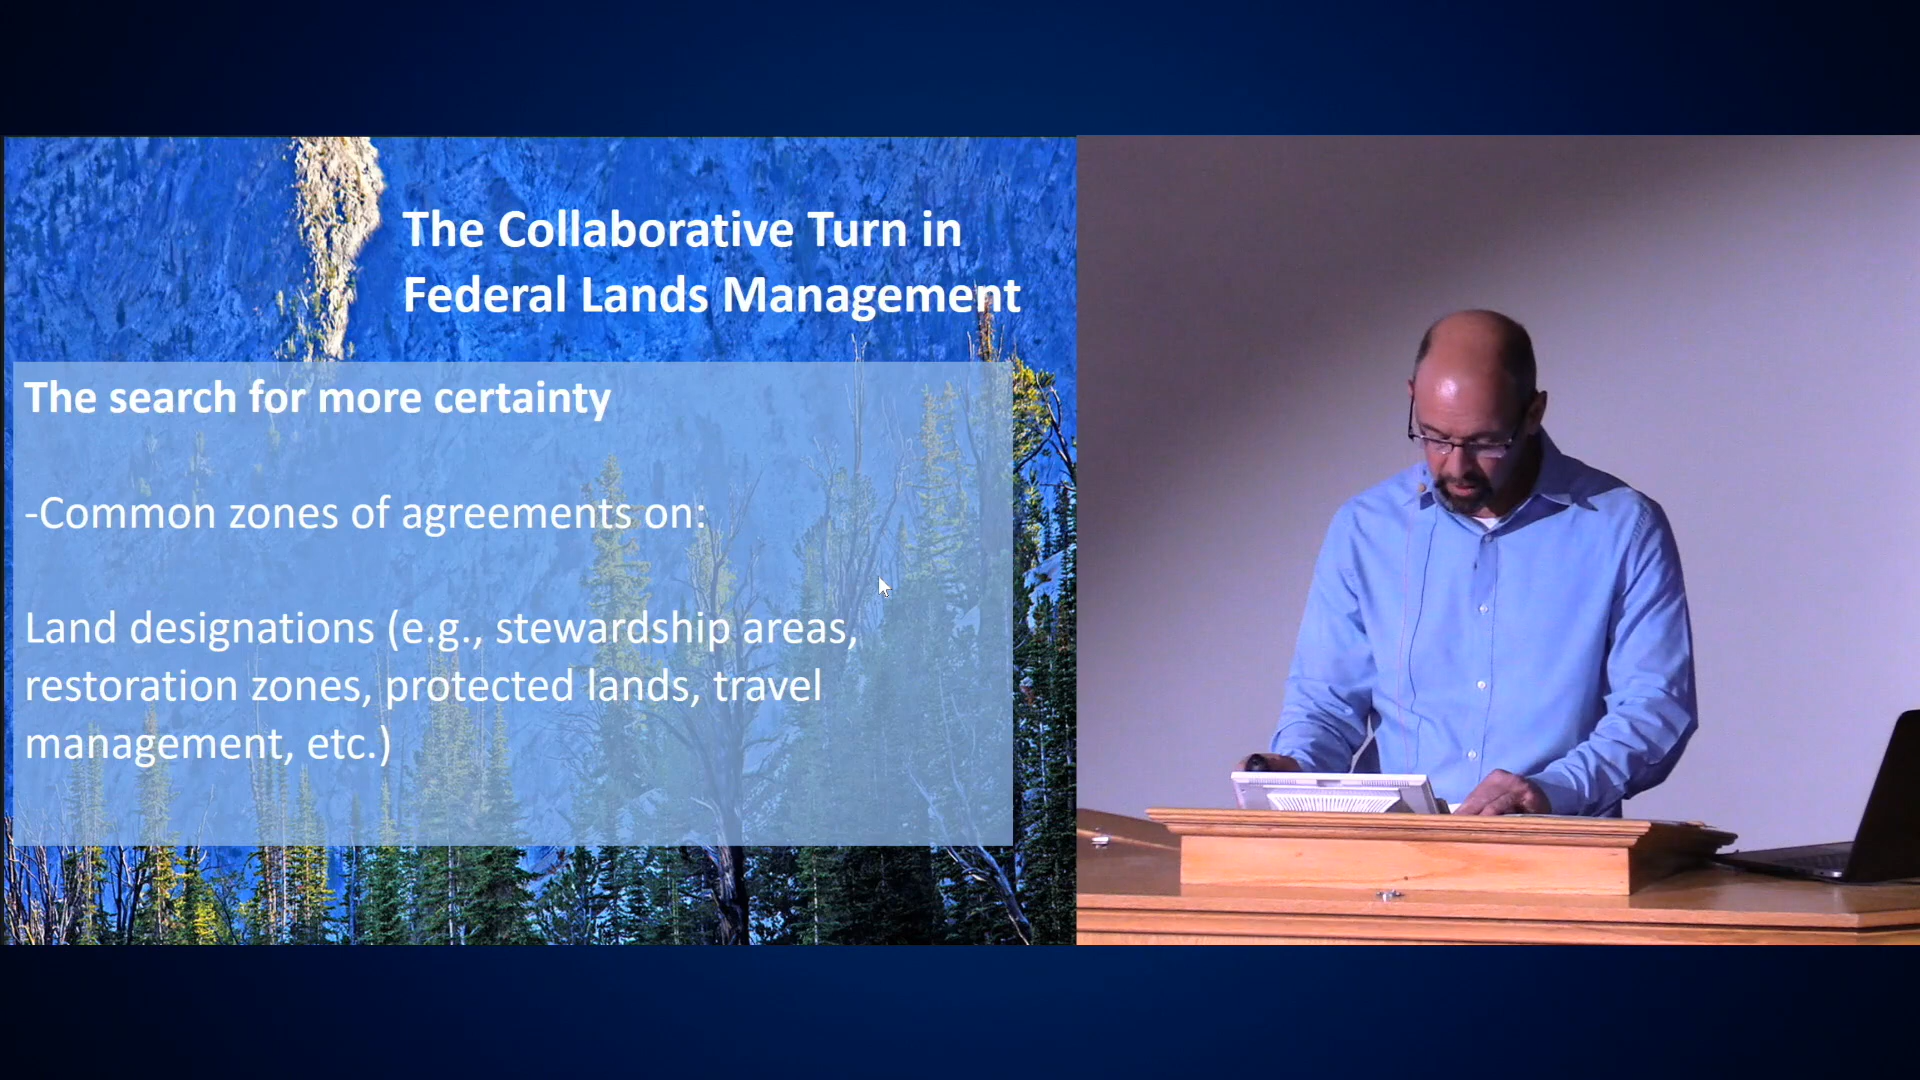 The Collaborative Turn in
Federal Lands Management
The search for more certainty
-Common zones of agreements on:
Land designations (e.g., stewardship areas,
restoration zones, protected lands, travel
management, etc.)